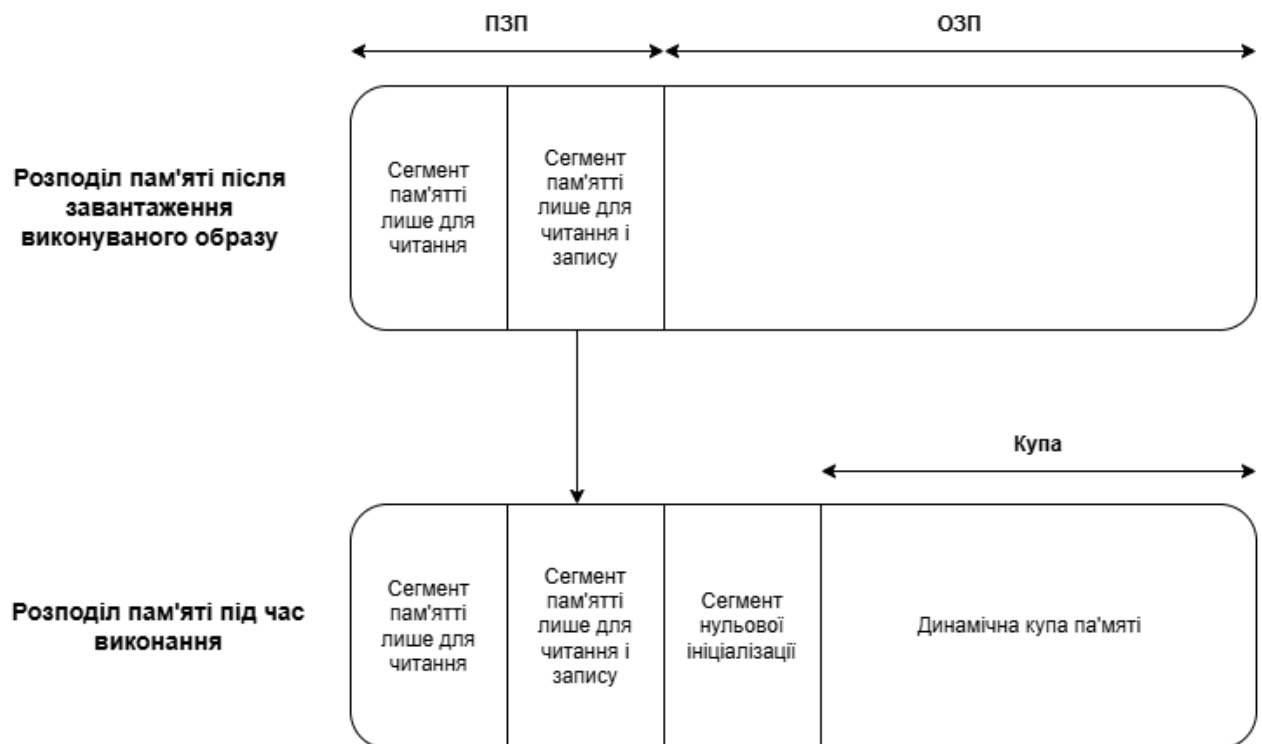 ПЗП
ОЗП
Розподіл пам'яті після
завантаження
виконуваного образу
Сегмент
пам'ятті
лише для
читання
Сегмент
пам'ятті
лише для
читання і
запису
Купа
Розподіл пам'яті під час
виконання
Сегмент
пам'ятті
лише для
читання
Сегмент
пам'ятті
лише для
читання і
запису
Сегмент
нульової
ініціалізації
Динамічна купа па'мяті